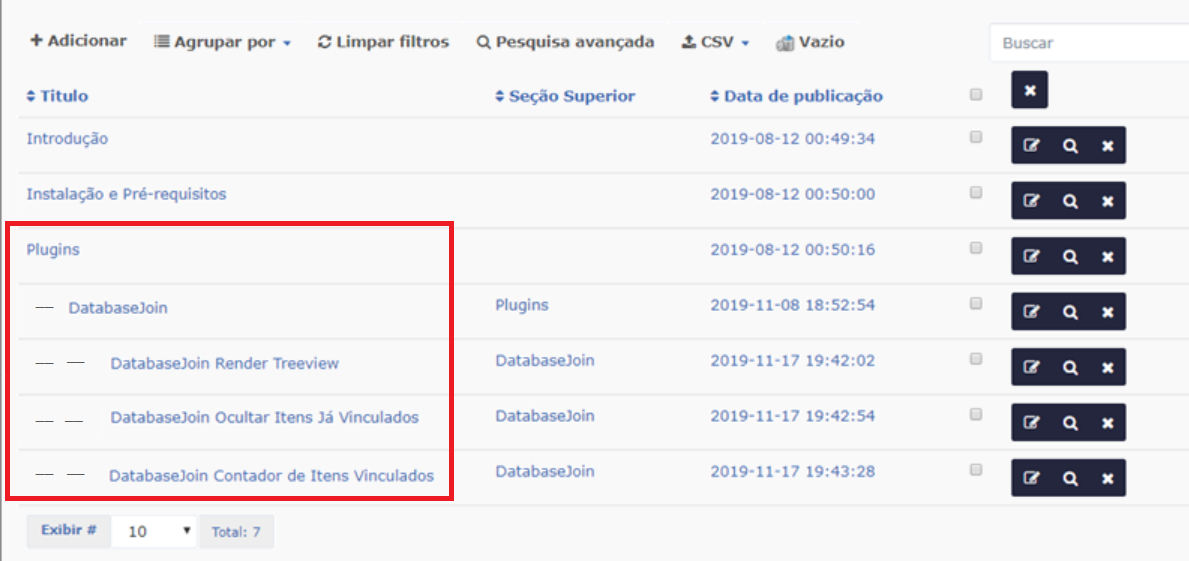 Adicionar Agrupar por Limpar filtros Pesquisa avançada CSV Vazio Buscar
Titulo Seção Superior Data de publicação
Introdução 2019-08-12 00:49:34
Instalação e Pré-requisitos 2019-08-12 00:50:00
Plugins 2019-08-12 00:50:16
— DatabaseJoin Plugins 2019-11-08 18:52:54
— — DatabaseJoin Render Treeview DatabaseJoin 2019-11-17 19:42:02
— — DatabaseJoin Ocultar Itens Já Vinculados DatabaseJoin 2019-11-17 19:42:54
— — DatabaseJoin Contador de Itens Vinculados DatabaseJoin 2019-11-17 19:43:28
Exibir # 10 Total: 7